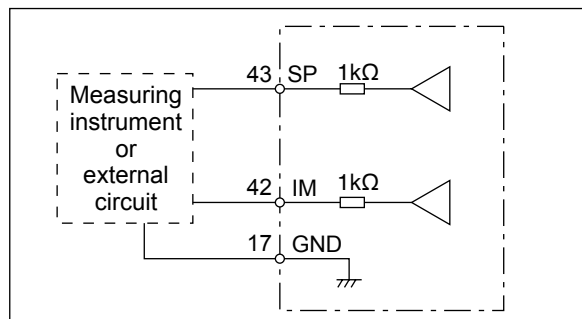 Measuring
instrument
or
external
circuit
43 SP
1kΩ
42 IM
1kΩ
17 GND